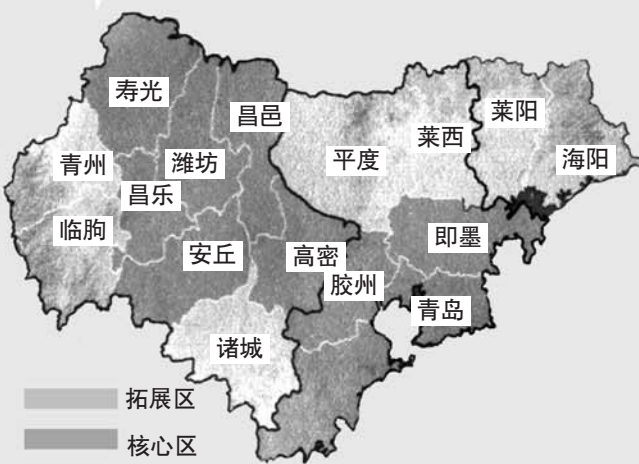 寿光
昌邑
莱阳
莱西
青州
潍坊
平度
海阳
昌乐
临朐
安丘
高密
即墨
胶州
青岛
诸城
拓展区
核心区